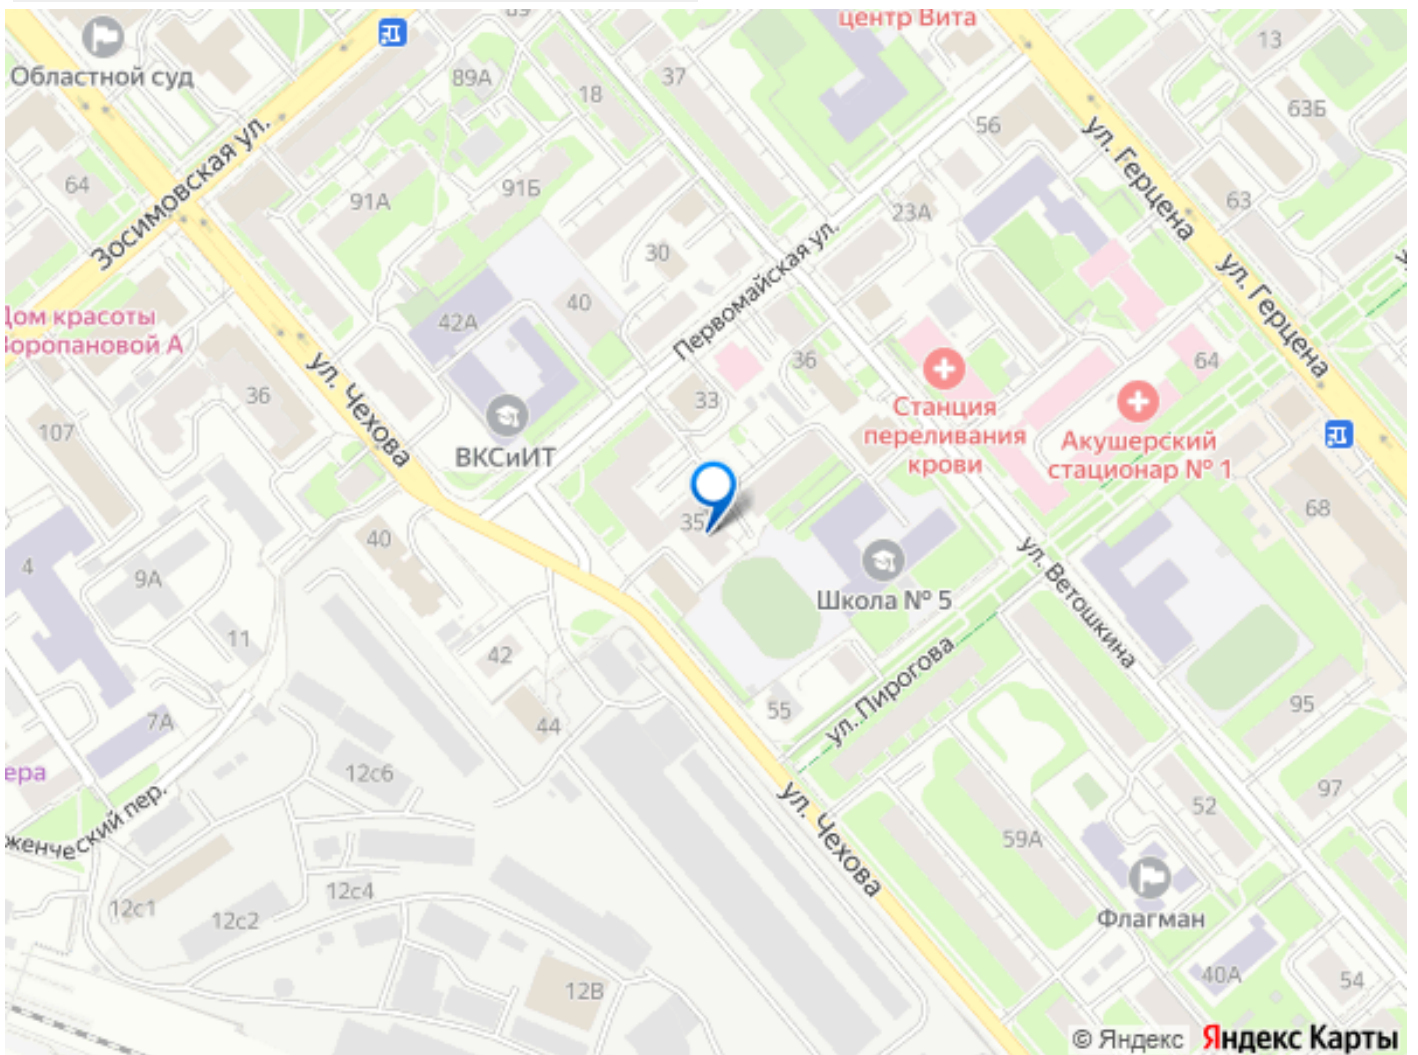 89
центр Вита
13
Областной суд
89А
37
18
63Б
56
ул. Герцена
Зосимовская ул.
64
91А
91Б
23А
63
30
Первомайская ул.
ул. Герцена
40
42А
Дом красоты
Воропановой А
36
64
ул. Чехова
36
33
Станция
переливания
крови
Акушерский
стационар № 1
107
ВКСиИТ
35
68
40
4
9А
Школа № 5
ул. Ветошкина
11
42
ул. Пирогова
55
95
7А
44
ера
12с6
97
52
ул. Чехова
женческий пер.
59А
12с4
12с1
12с2
Флагман
40А
54
12В
© Яндекс Яндекс Карты